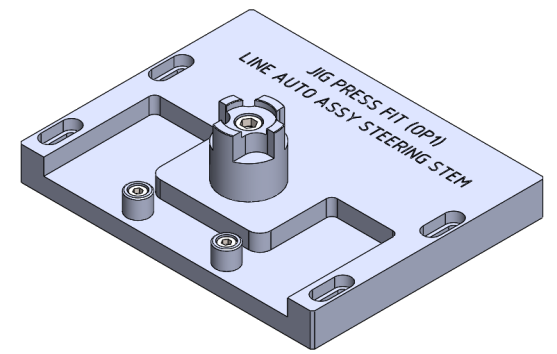 JIG PRESS FIT (OP1)
LINE AUTO ASSY STEERING STEM